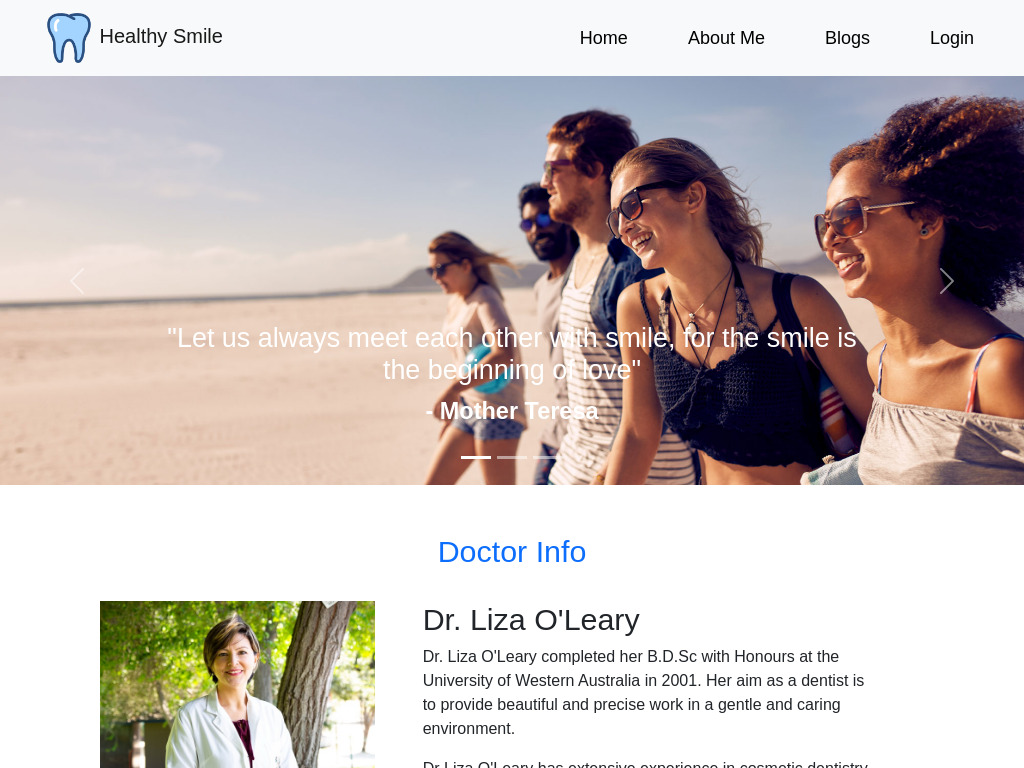 Healthy Smile
Home
About Me
Blogs
Login
"Let us always meet each other with smile, for the smile is
the beginning of love"
- Mother Teresa
Doctor Info
Dr. Liza O'Leary
Dr. Liza O'Leary completed her B.D.Sc with Honours at the
University of Western Australia in 2001. Her aim as a dentist is
to provide beautiful and precise work in a gentle and caring
environment.
Dr Liza O'Leary has extensive experience in cosmetic dentistry